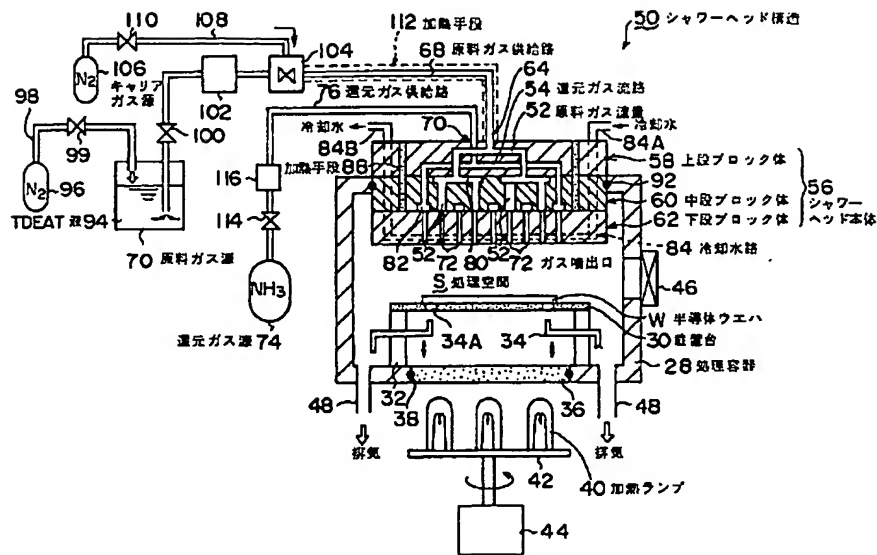 50 シャワーヘッド構造
112 加熱手段
110
108
104
68 原料ガス供給路
N2
106
キャリア
ガス源
102
64
54 還元ガス流路
52 原料ガス流量
76 還元ガス供給路
98
99
100
70
冷却水
84B
冷却水
84A
加熱手段 88
58 上段ブロック体
92
60 中段ブロック体
62 下段ブロック体
56 シャワー
ヘッド本体
N2
96
TDEAT 液 94
116
114
70 原料ガス源
82
52
72
80
52
72
ガス噴出口
84 冷却水路
46
S 処理空間
NH3
還元ガス源 74
34A
34
W 半導体ウエハ
30 載置台
28 処理容器
32
38
36
48
48
排気
排気
42
40 加熱ランプ
44